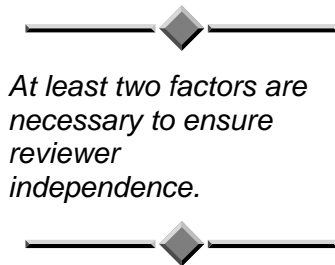 At least two factors are
necessary to ensure
reviewer
independence.